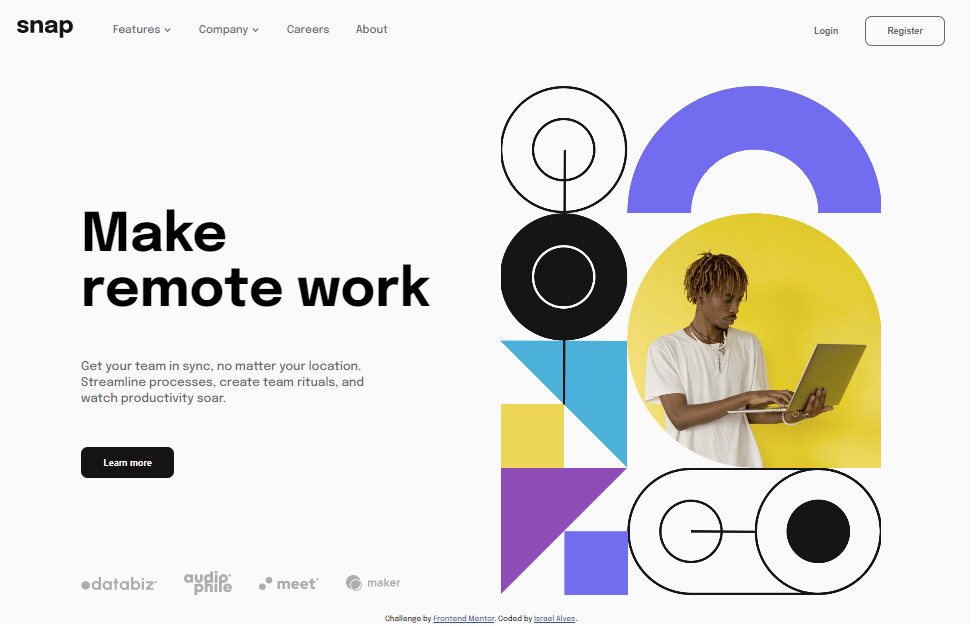 snap
Features
Company
Careers
About
Login
Register
Make
remote work
Get your team in sync, no matter your location.
Streamline processes, create team rituals, and
watch productivity soar.
Learn more
databiz
audio
phile
meet
maker
Challenge by Frontend Mentor. Coded by Israel Alves.